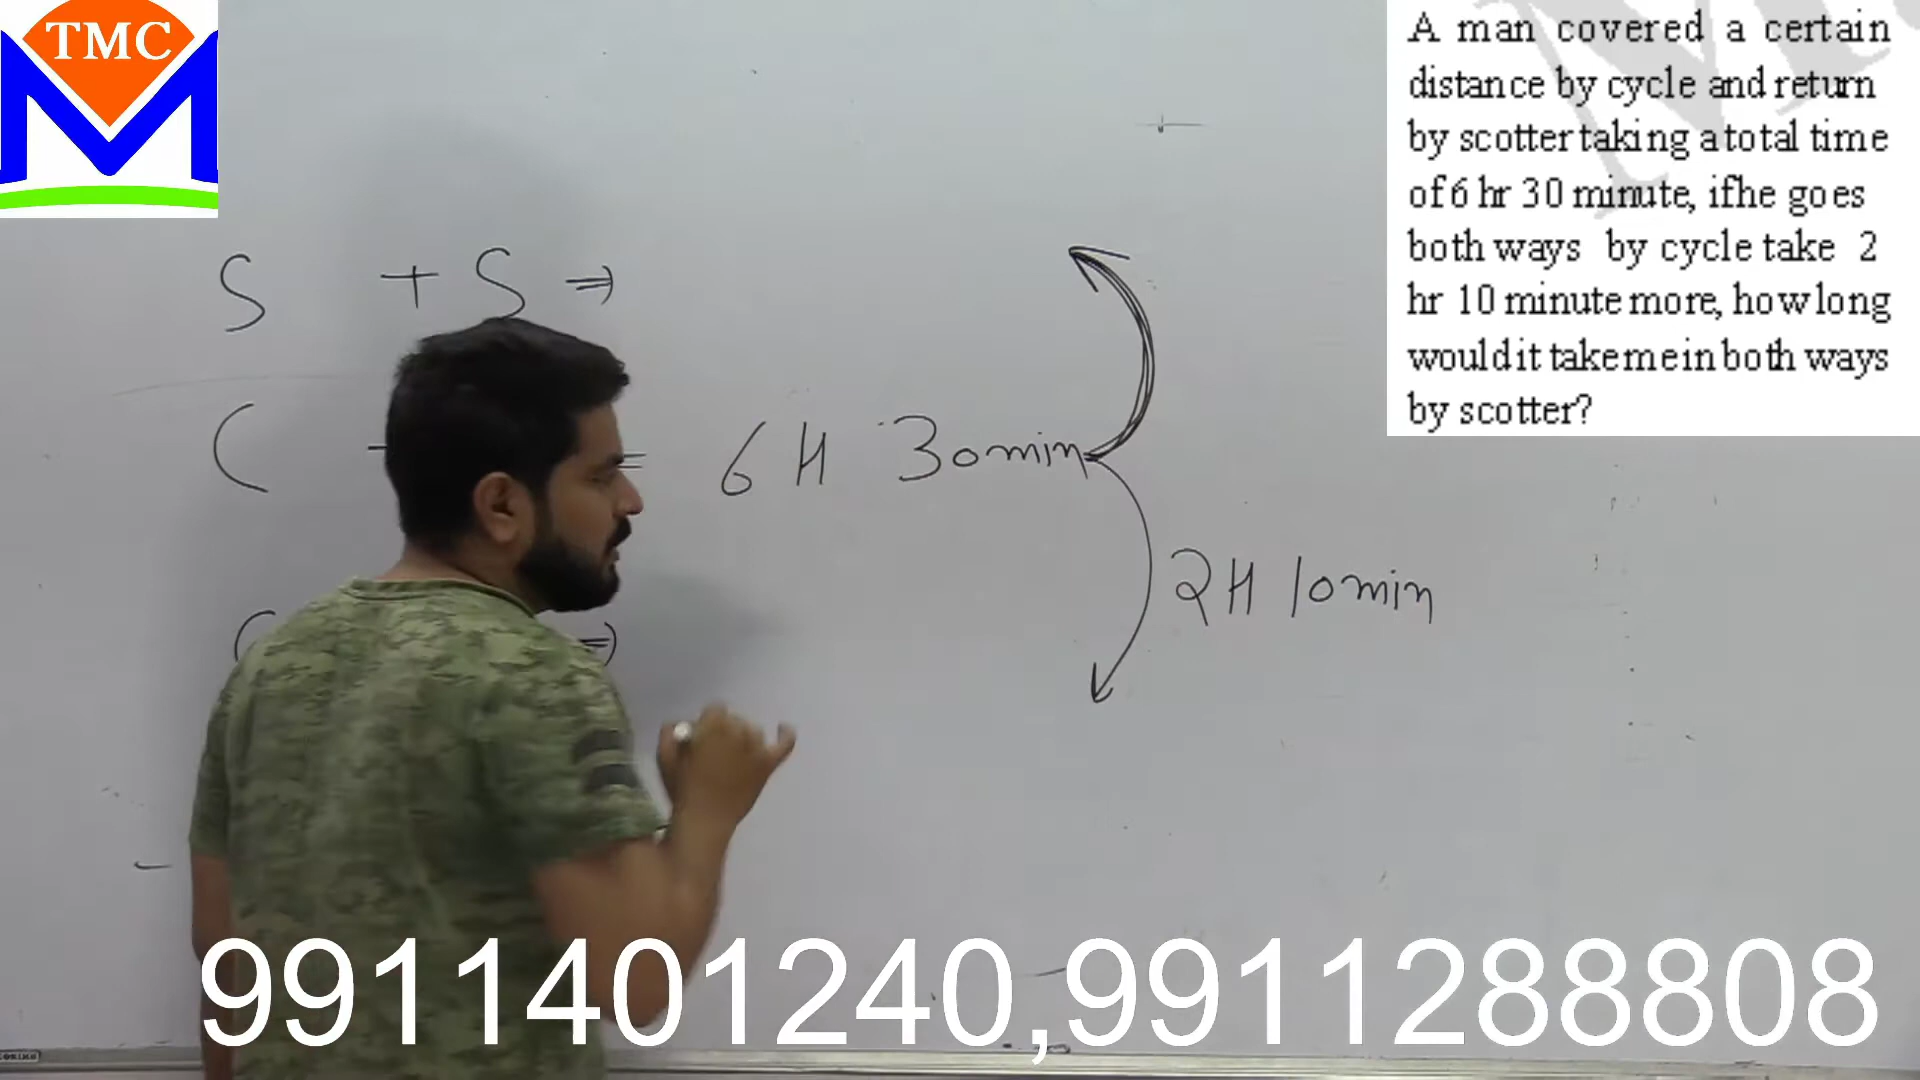 TMC
A man covered a certain
distance by cycle and return
by scotter taking a total time
of 6 hr 30 minute, if he goes
both ways by cycle take 2
hr 10 minute more, how long
would it take me in both ways
by scotter?
S + S ⇒
( = 6 H 30 min
2H 10 min
( ⇒
9911401240,9911288808